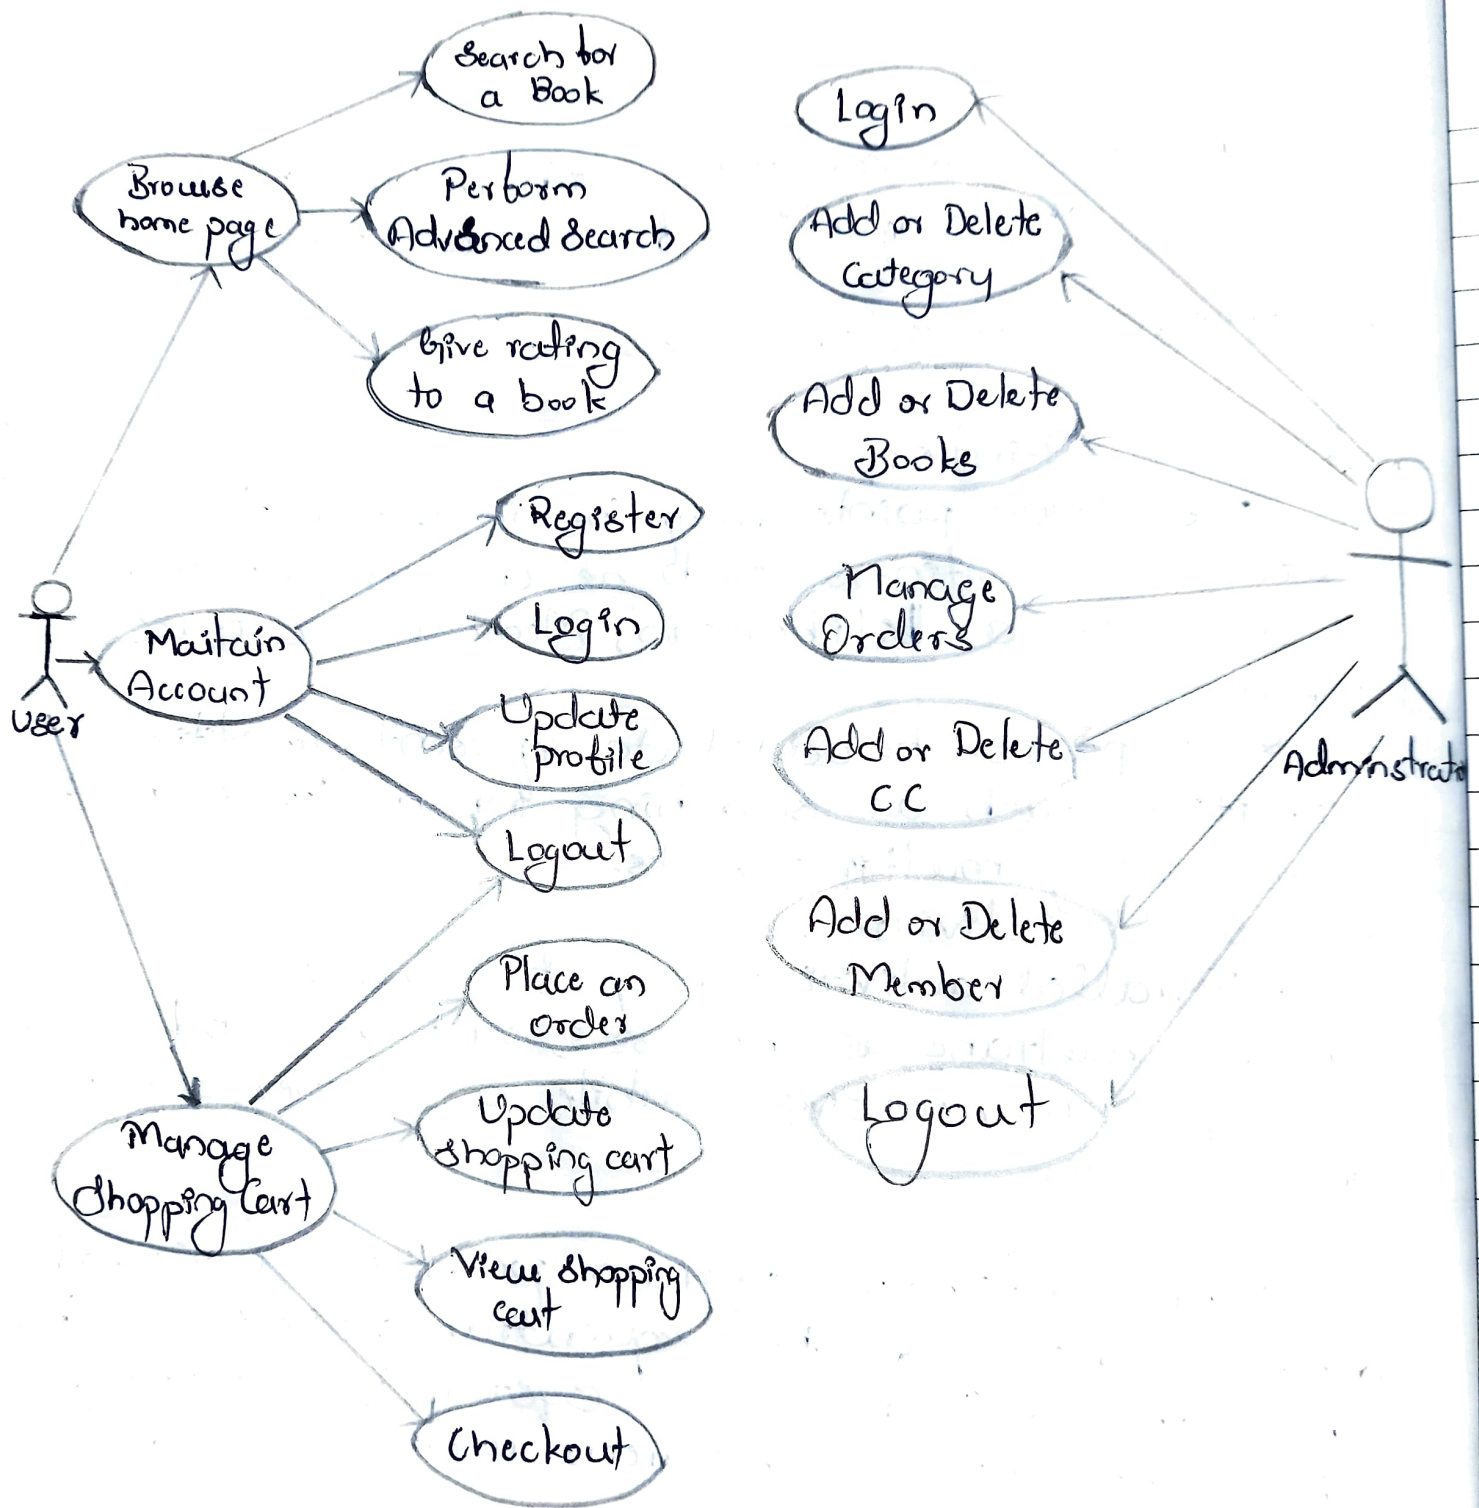 Search for
a Book
Browse
home page
Perform
Advanced Search
Give rating
to a book
Register
Login
User
Maitain
Account
Update
profile
Logout
Place an
order
Manage
Shopping Cart
Update
shopping cart
View shopping
cart
Checkout
Login
Add or Delete
Category
Add or Delete
Books
Manage
Orders
Add or Delete
CC
Adminstrato
Add or Delete
Member
Logout